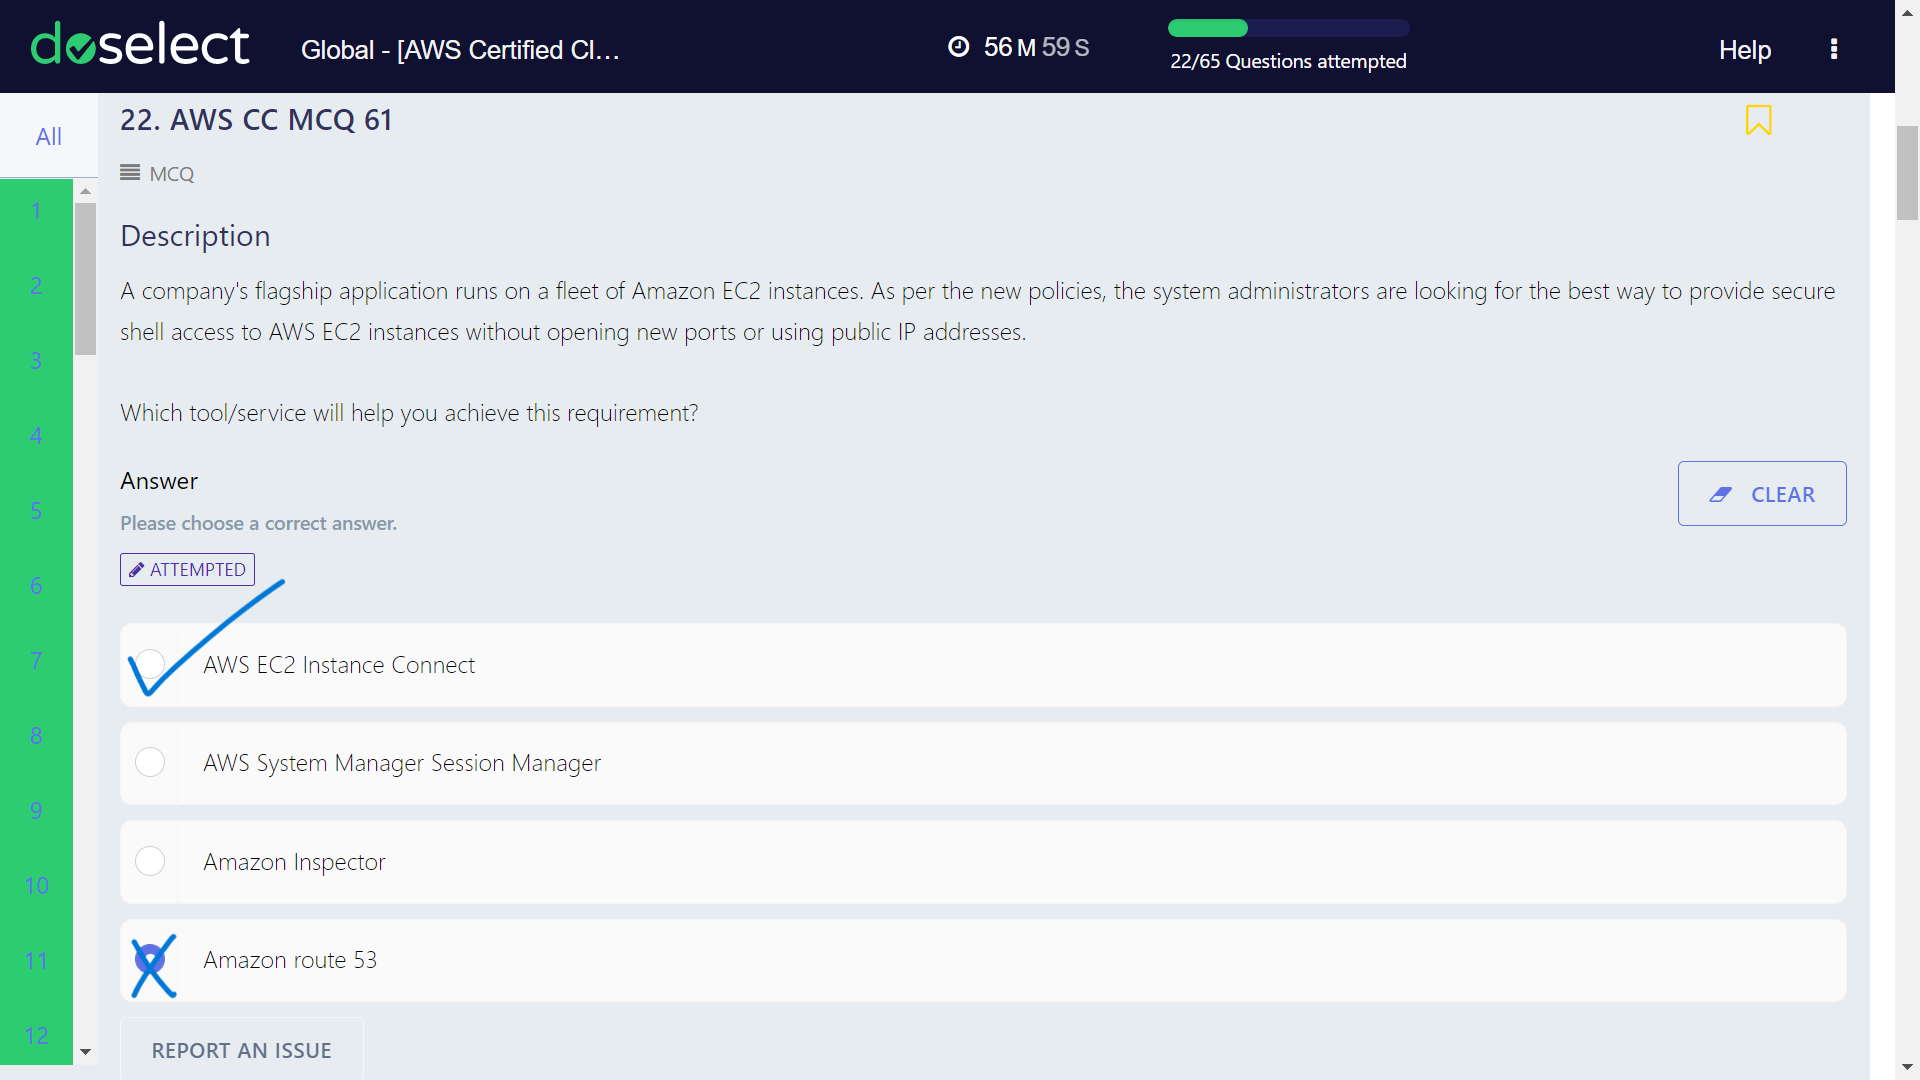 doselect
Global - [AWS Certified Cl...
56 M 59 S
22/65 Questions attempted
Help
All
1
2
3
4
5
6
7
8
9
10
11
12
22. AWS CC MCQ 61
MCQ
Description
A company's flagship application runs on a fleet of Amazon EC2 instances. As per the new policies, the system administrators are looking for the best way to provide secure
shell access to AWS EC2 instances without opening new ports or using public IP addresses.
Which tool/service will help you achieve this requirement?
Answer
CLEAR
Please choose a correct answer.
ATTEMPTED
AWS EC2 Instance Connect
AWS System Manager Session Manager
Amazon Inspector
Amazon route 53
REPORT AN ISSUE